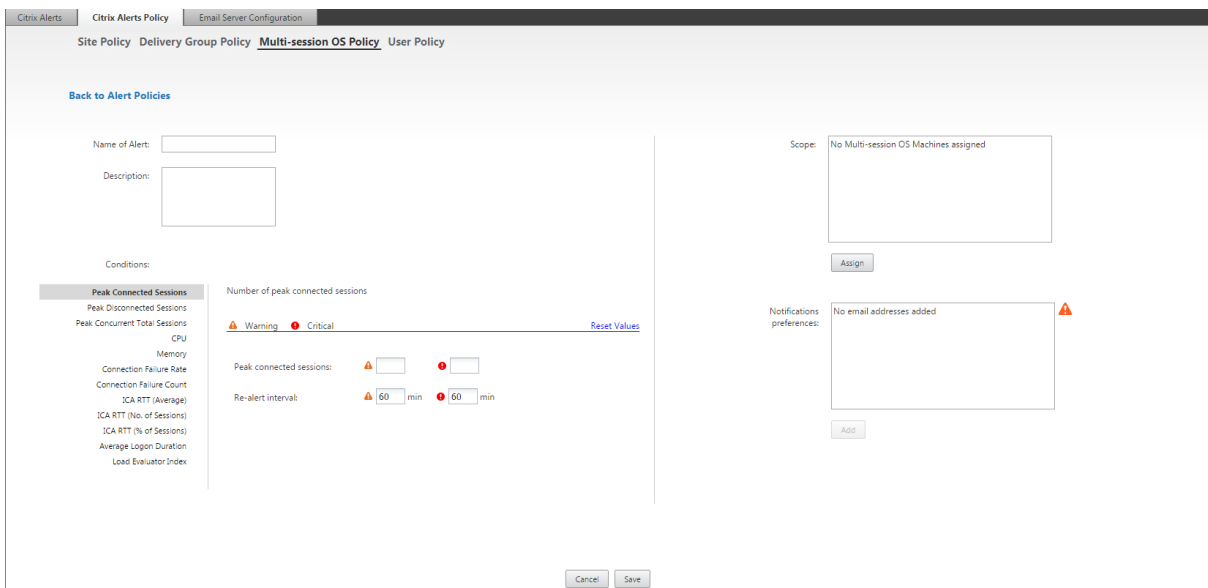 Citrix Alerts Citrix Alerts Policy Email Server Configuration
Site Policy Delivery Group Policy Multi-session OS Policy User Policy
Back to Alert Policies
Name of Alert:
Description:
Conditions:
Peak Connected Sessions
Peak Disconnected Sessions
Peak Concurrent Total Sessions
CPU
Memory
Connection Failure Rate
Connection Failure Count
ICA RTT (Average)
ICA RTT (No. of Sessions)
ICA RTT (% of Sessions)
Average Logon Duration
Load Evaluator Index
Number of peak connected sessions
Warning Critical Reset Values
Peak connected sessions:
Re-alert interval: 60 min 60 min
Scope: No Multi-session OS Machines assigned
Assign
Notifications preferences: No email addresses added
Add
Cancel Save